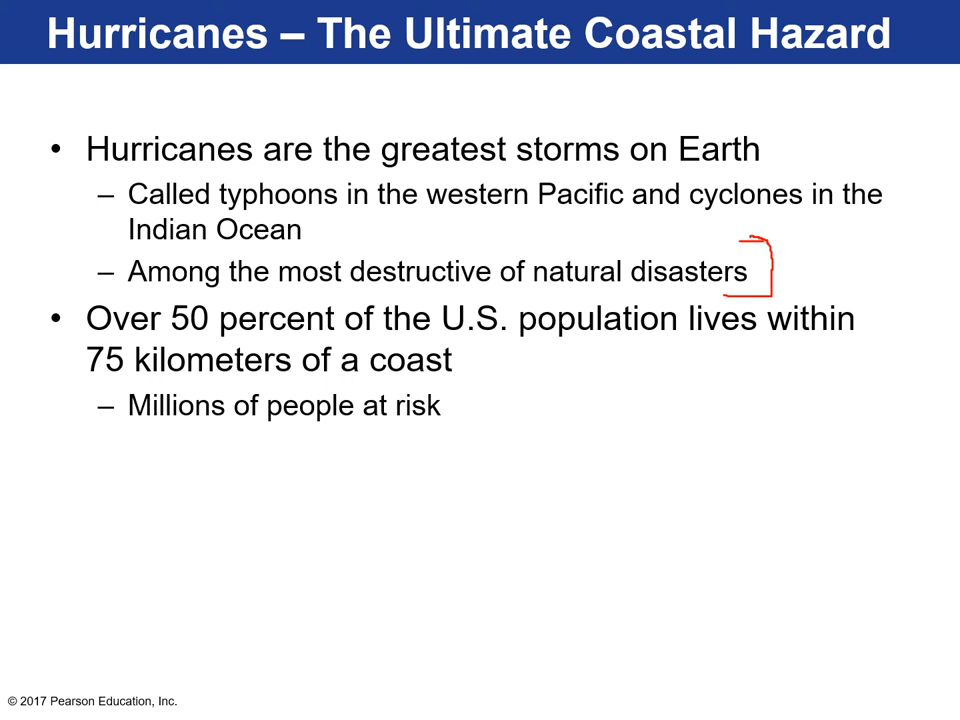 Hurricanes – The Ultimate Coastal Hazard
• Hurricanes are the greatest storms on Earth
– Called typhoons in the western Pacific and cyclones in the
Indian Ocean
– Among the most destructive of natural disasters
• Over 50 percent of the U.S. population lives within
75 kilometers of a coast
– Millions of people at risk
© 2017 Pearson Education, Inc.